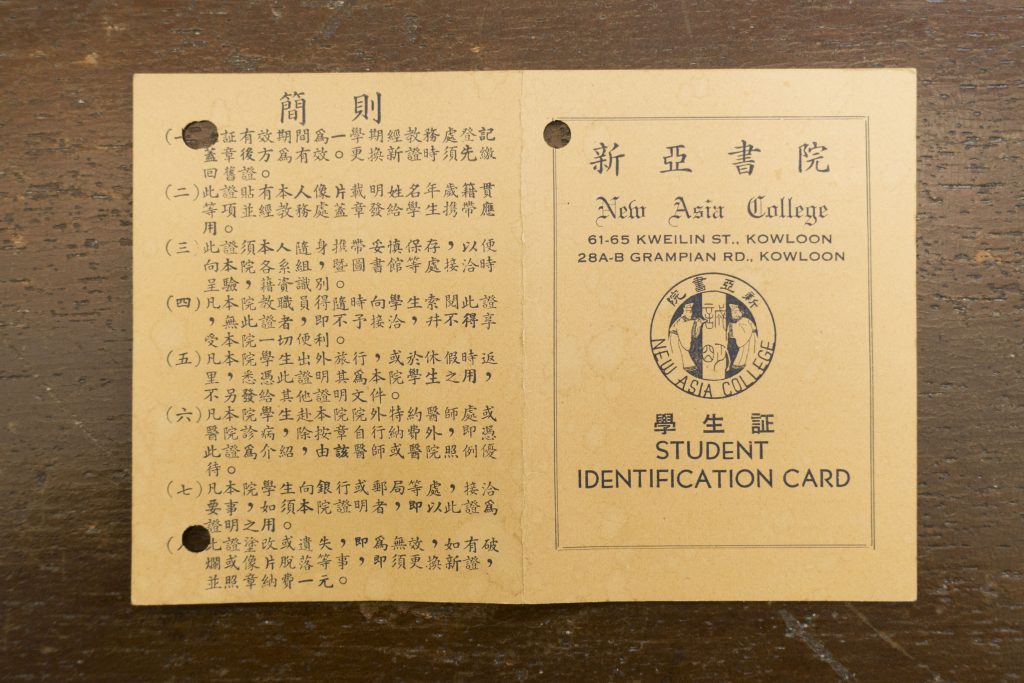 簡則
(一)証有效期間為一學期經教務處登記
蓋章後方為有效。更換新證時須先繳
回舊證。
(二)此證貼有本人像片載明姓名年歲籍貫
等項並經教務處蓋章發給學生携帶應
用。
(三)此證須本人隨身携帶妥慎保存,以便
向本院各系組,暨圖書館等處接洽時
呈驗,藉資識別。
(四)凡本院教職員得隨時向學生索閱此證
,無此證者,即不予接洽,幷不得享
受本院一切便利。
(五)凡本院學生出外旅行,或於休假時返
里,悉憑此證明其為本院學生之用,
不另發給其他證明文件。
(六)凡本院學生赴本院院外特約醫師處或
醫院診病,除按章自行納費外,即憑
此證為介紹,由該醫師或醫院照例優
待。
(七)凡本院學生向銀行或郵局等處,接洽
要事,如須本院證明者,即以此證為
證明之用。
(八此證塗改或遺失,即為無效,如有破
爛或像片脫落等事,即須更換新證,
並照章納費一元。
新亞書院
New Asia College
61-65 KWEILIN ST., KOWLOON
28A-B GRAMPIAN RD., KOWLOON
新亞書院
誠明
NEW ASIA COLLEGE
學生証
STUDENT
IDENTIFICATION CARD